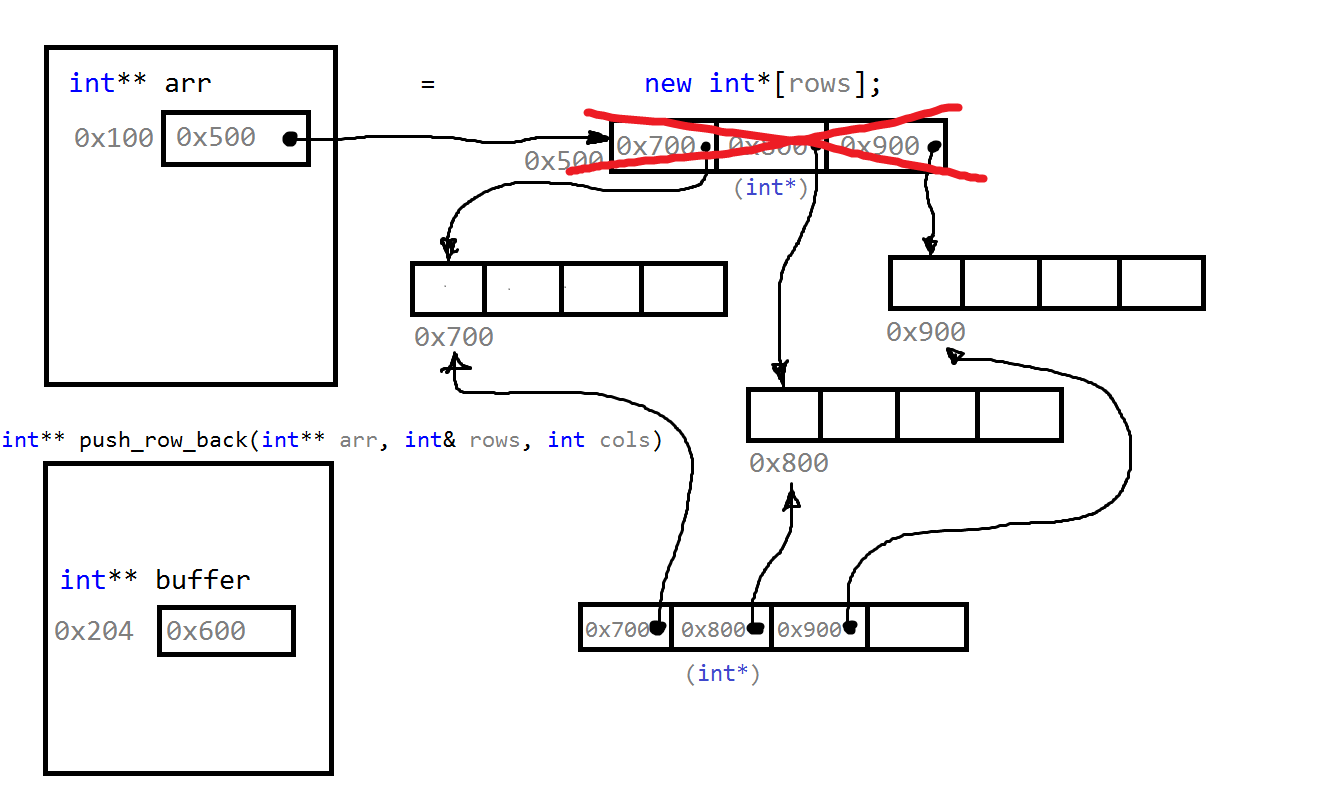 int** arr = new int*[rows];
0x100 0x500
0x500 0x700 0x800 0x900
(int*)
0x700
0x900
0x800
int** push_row_back(int** arr, int& rows, int cols)
int** buffer
0x204 0x600
0x700 0x800 0x900
(int*)